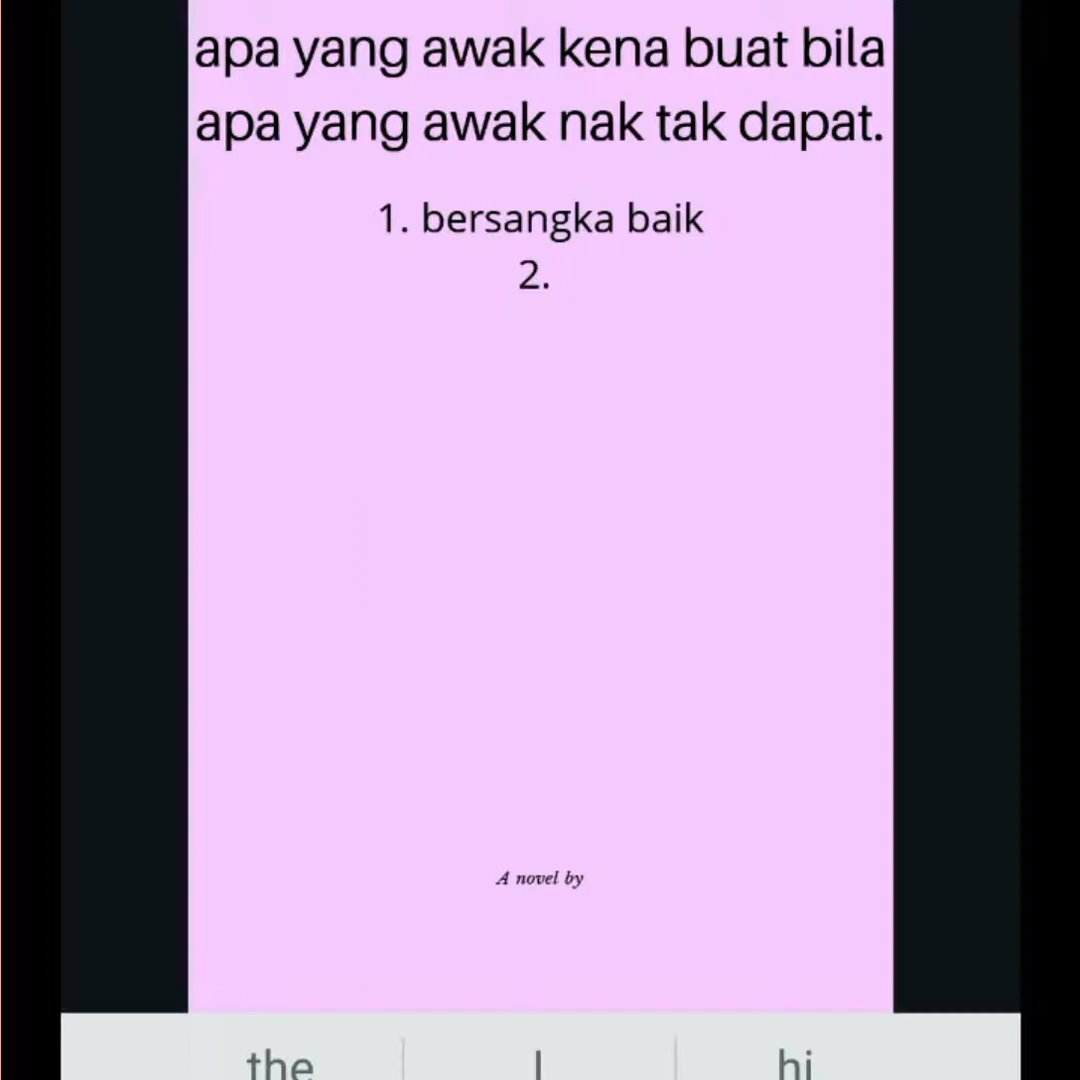 apa yang awak kena buat bila
apa yang awak nak tak dapat.
1. bersangka baik
2.
A novel by
the
I
hi